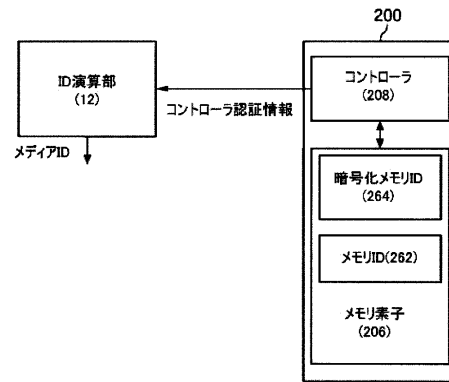 200
ID演算部
(12)
コントローラ
(208)
コントローラ認証情報
メディアID
暗号化メモリID
(264)
メモリID(262)
メモリ素子
(206)